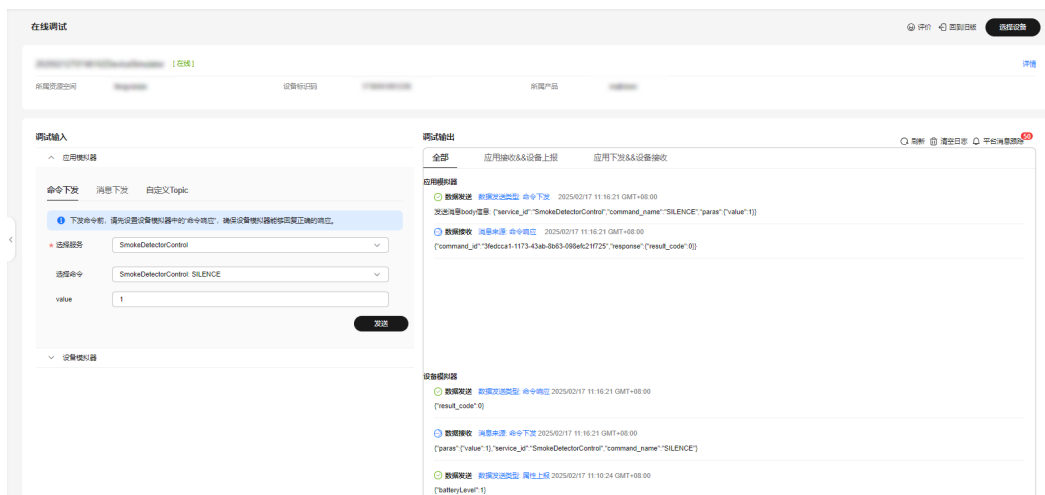 在线调试
评价 回到旧版 选择设备
[ 在线 ]
详情
所属资源空间 设备标识码 所属产品
调试输入
应用模拟器
命令下发 消息下发 自定义Topic
下发命令前，请先设置设备模拟器中的“命令响应”，确保设备模拟器能够回复正确的响应。
* 选择服务 SmokeDetectorControl
选择命令 SmokeDetectorControl: SILENCE
value 1
发送
设备模拟器
调试输出
刷新 清空日志 平台消息跟踪 50
全部 应用接收&&设备上报 应用下发&&设备接收
应用模拟器
数据发送 数据发送类型: 命令下发 2025/02/17 11:16:21 GMT+08:00
发送消息body信息: {"service_id":"SmokeDetectorControl","command_name":"SILENCE","paras":{"value":1}}
数据接收 消息来源: 命令响应 2025/02/17 11:16:21 GMT+08:00
{"command_id":"3fedcca1-1173-43ab-8b63-098efc21f725","response":{"result_code":0}}
设备模拟器
数据发送 数据发送类型: 命令响应 2025/02/17 11:16:21 GMT+08:00
{"result_code":0}
数据接收 消息来源: 命令下发 2025/02/17 11:16:21 GMT+08:00
{"paras":{"value":1},"service_id":"SmokeDetectorControl","command_name":"SILENCE"}
数据发送 数据发送类型: 属性上报 2025/02/17 11:10:24 GMT+08:00
{"batteryLevel":1}